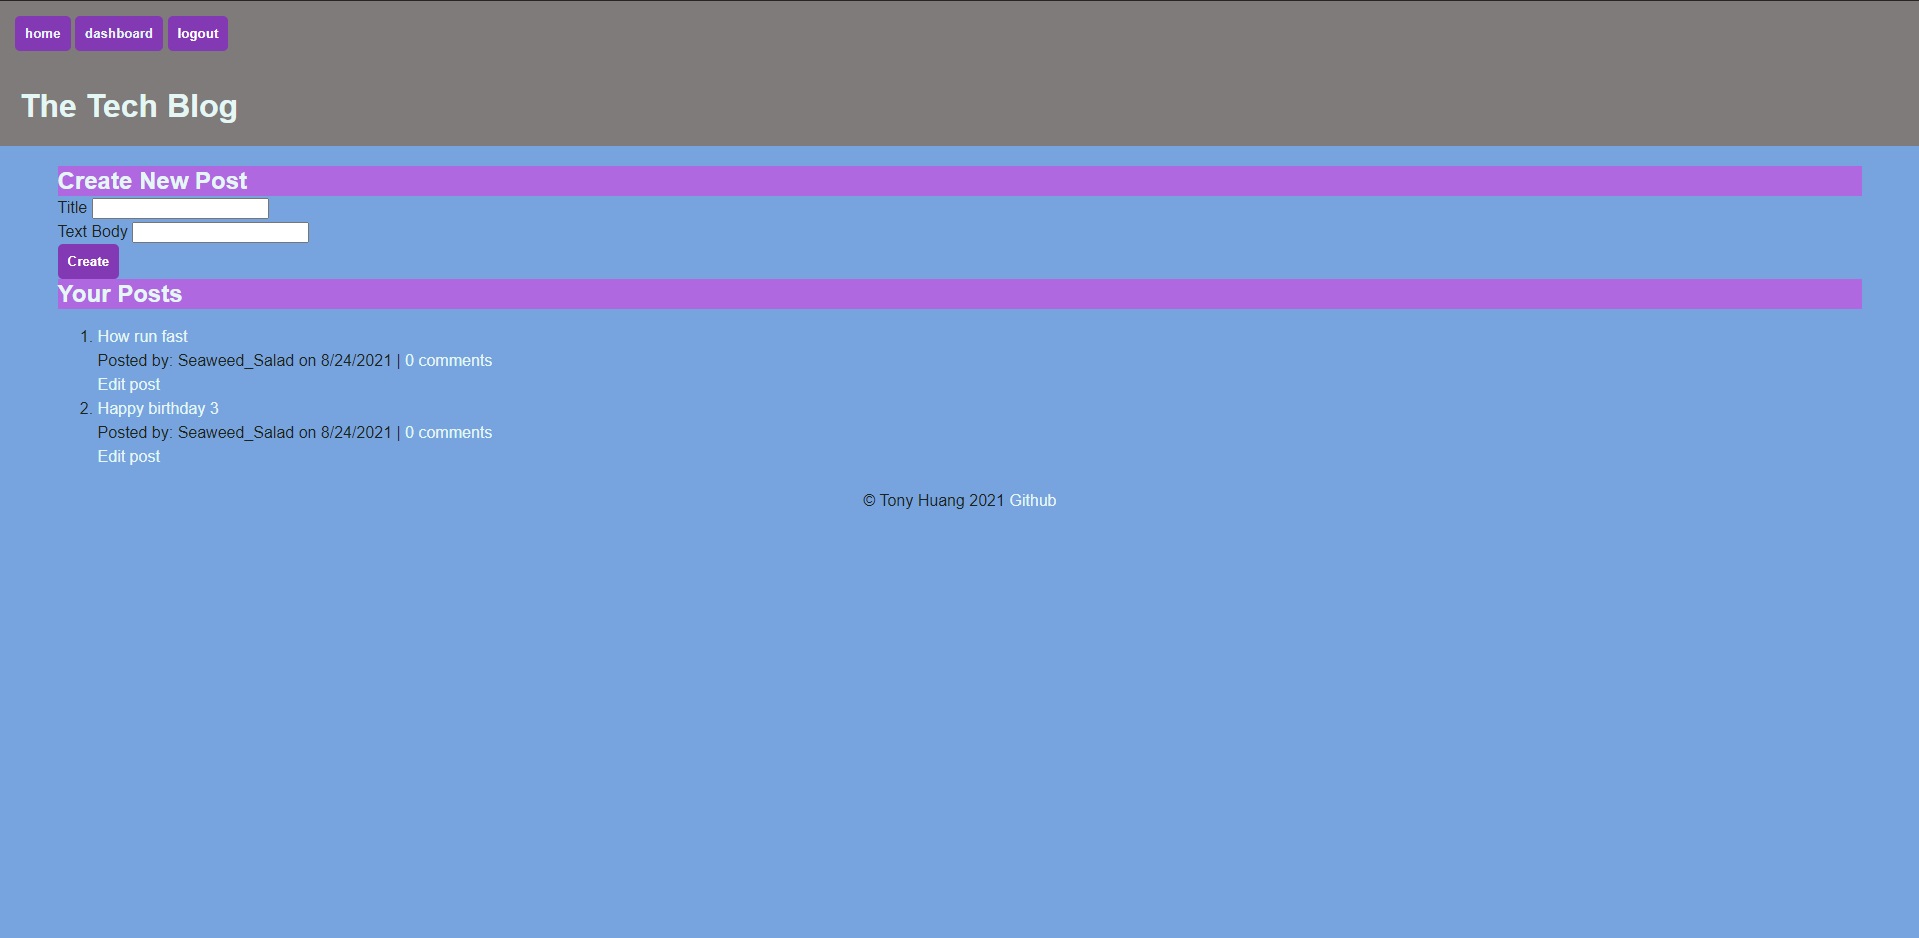 home dashboard logout
The Tech Blog
Create New Post
Title
Text Body
Create
Your Posts
1. How run fast
Posted by: Seaweed_Salad on 8/24/2021 | 0 comments
Edit post
2. Happy birthday 3
Posted by: Seaweed_Salad on 8/24/2021 | 0 comments
Edit post
© Tony Huang 2021 Github